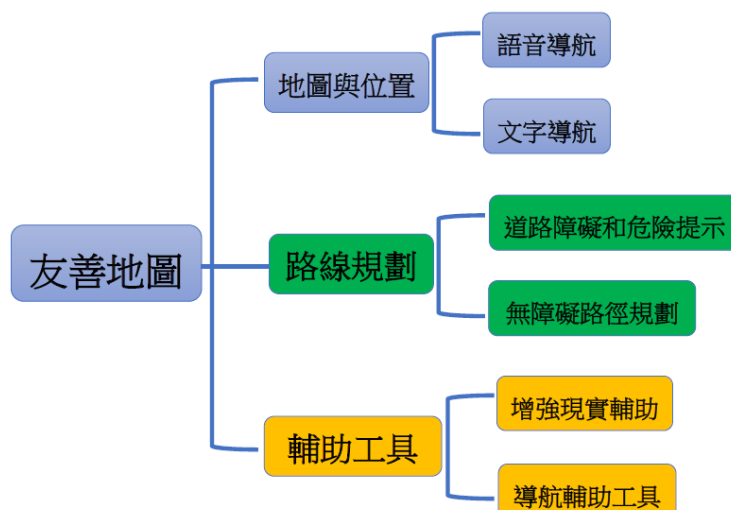 友善地圖
地圖與位置
語音導航
文字導航
路線規劃
道路障礙和危險提示
無障礙路徑規劃
輔助工具
增強現實輔助
導航輔助工具